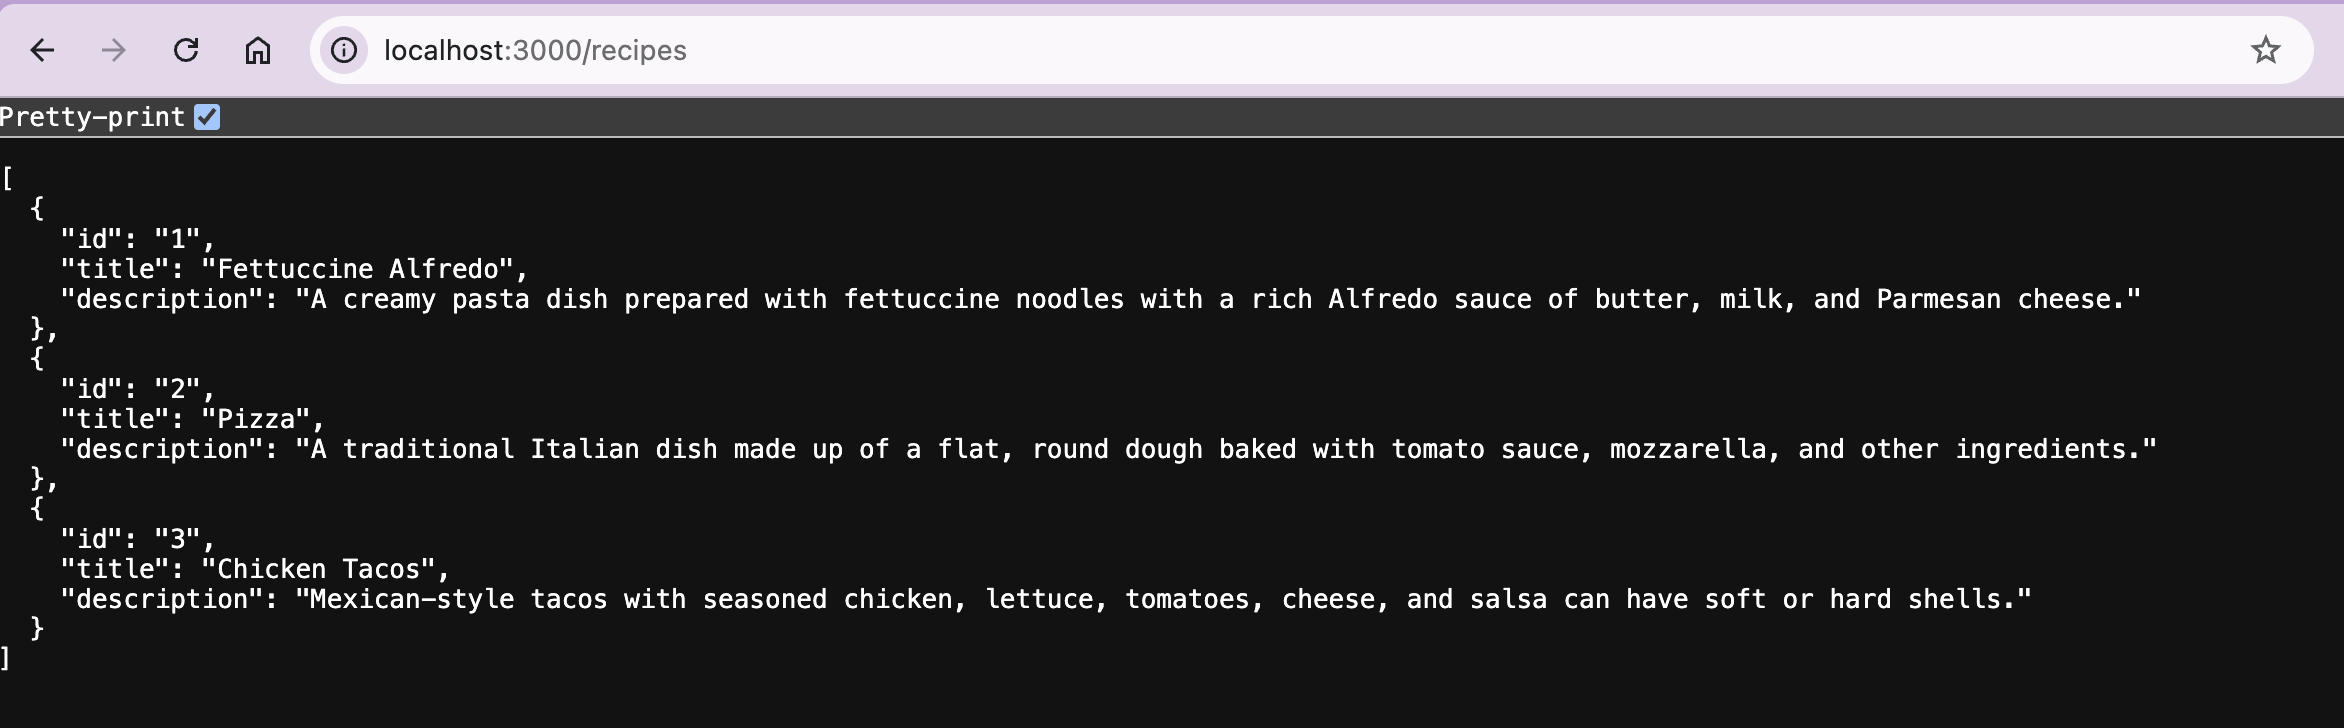 localhost:3000/recipes
Pretty-print
[
  {
    "id": "1",
    "title": "Fettuccine Alfredo",
    "description": "A creamy pasta dish prepared with fettuccine noodles with a rich Alfredo sauce of butter, milk, and Parmesan cheese."
  },
  {
    "id": "2",
    "title": "Pizza",
    "description": "A traditional Italian dish made up of a flat, round dough baked with tomato sauce, mozzarella, and other ingredients."
  },
  {
    "id": "3",
    "title": "Chicken Tacos",
    "description": "Mexican-style tacos with seasoned chicken, lettuce, tomatoes, cheese, and salsa can have soft or hard shells."
  }
]